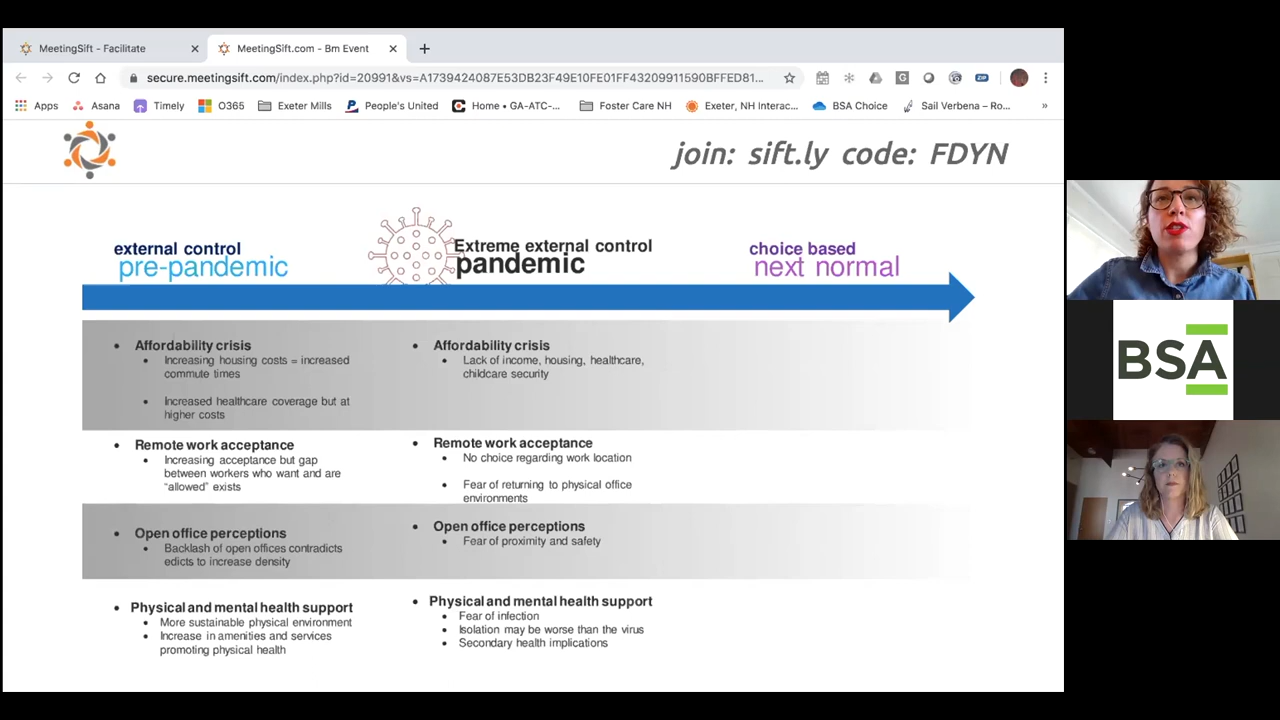 MeetingSift - Facilitate
MeetingSift.com - Bm Event
secure.meetingsift.com/index.php?id=20991&vs=A1739424087E53DB23F49E10FE01FF43209911590BFFED81...
Apps
Asana
Timely
O365
Exeter Mills
People's United
Home • GA-ATC-...
Foster Care NH
Exeter, NH Interac...
BSA Choice
Sail Verbena – Ro...
»
join: sift.ly code: FDYN
external control
pre-pandemic
Extreme external control
pandemic
choice based
next normal
• Affordability crisis
• Increasing housing costs = increased
commute times
• Increased healthcare coverage but at
higher costs
• Remote work acceptance
• Increasing acceptance but gap
between workers who want and are
“allowed” exists
• Open office perceptions
• Backlash of open offices contradicts
edicts to increase density
• Physical and mental health support
• More sustainable physical environment
• Increase in amenities and services
promoting physical health
• Affordability crisis
• Lack of income, housing, healthcare,
childcare security
• Remote work acceptance
• No choice regarding work location
• Fear of returning to physical office
environments
• Open office perceptions
• Fear of proximity and safety
• Physical and mental health support
• Fear of infection
• Isolation may be worse than the virus
• Secondary health implications
BSA